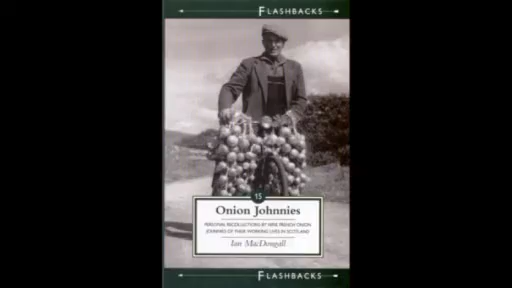 FLASHBACKS
15
Onion Johnnies
PERSONAL RECOLLECTIONS BY NINE FRENCH ONION
JOHNNIES OF THEIR WORKING LIVES IN SCOTLAND
Ian MacDougall
FLASHBACKS